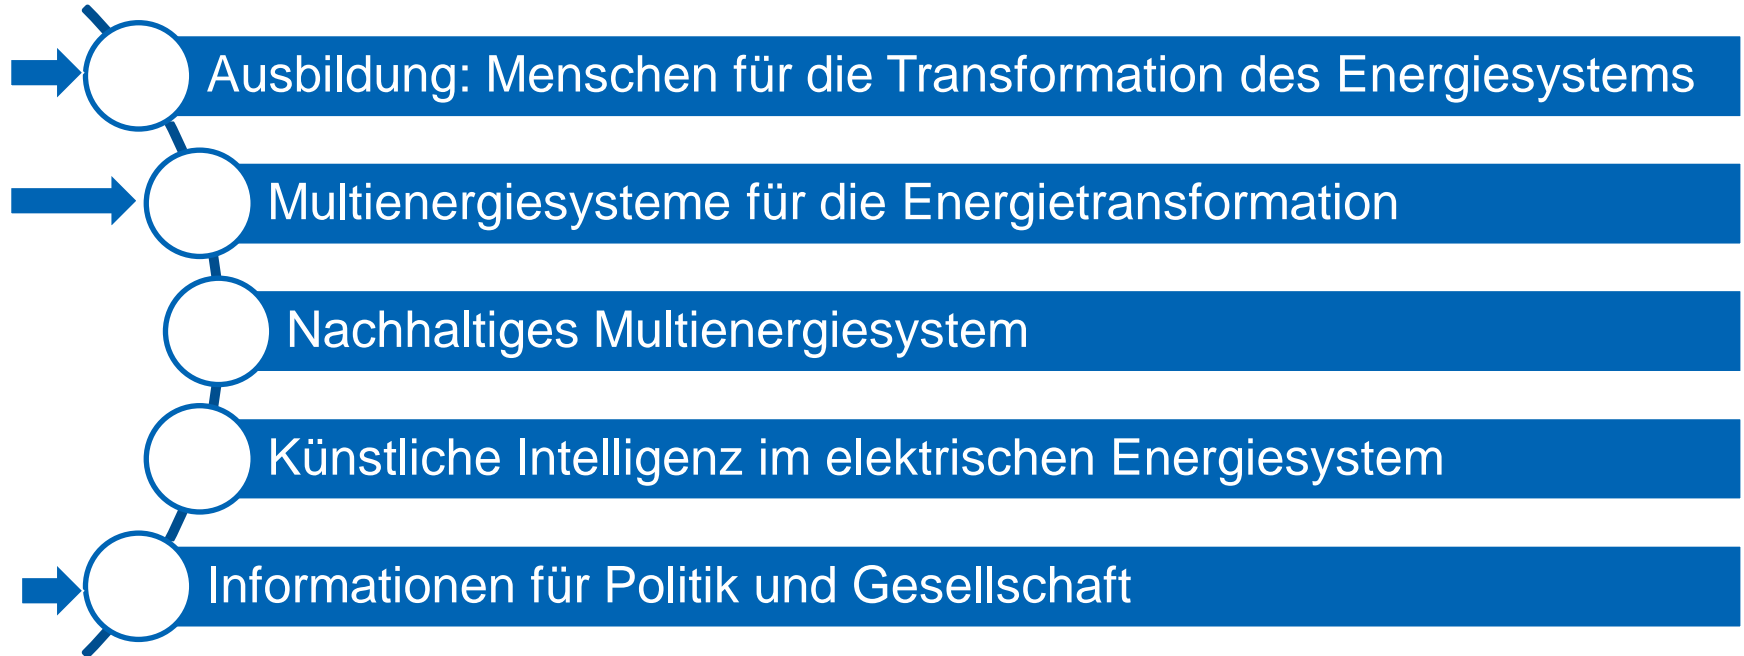 Ausbildung: Menschen für die Transformation des Energiesystems
Multienergiesysteme für die Energietransformation
Nachhaltiges Multienergiesystem
Künstliche Intelligenz im elektrischen Energiesystem
Informationen für Politik und Gesellschaft